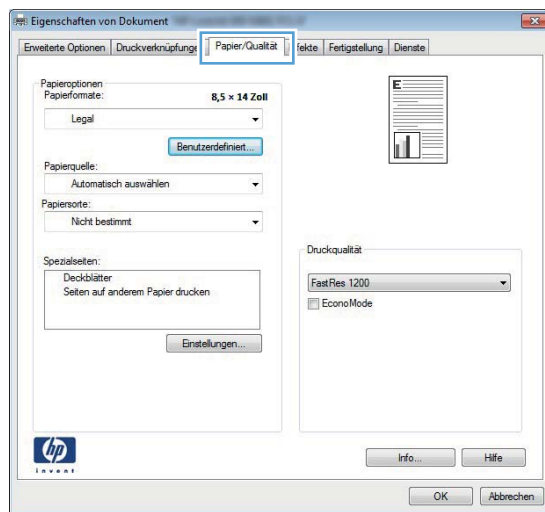 Eigenschaften von Dokument
Erweiterte Optionen
Druckverknüpfunge
Papier/Qualität
fekte
Fertigstellung
Dienste
Papieroptionen
Papierformate:
8,5 × 14 Zoll
Legal
Benutzerdefiniert...
Papierquelle:
Automatisch auswählen
Papiersorte:
Nicht bestimmt
Spezialseiten:
Deckblätter
Seiten auf anderem Papier drucken
Einstellungen...
E
Druckqualität
FastRes 1200
EconoMode
hp
invent
Info...
Hilfe
OK
Abbrechen